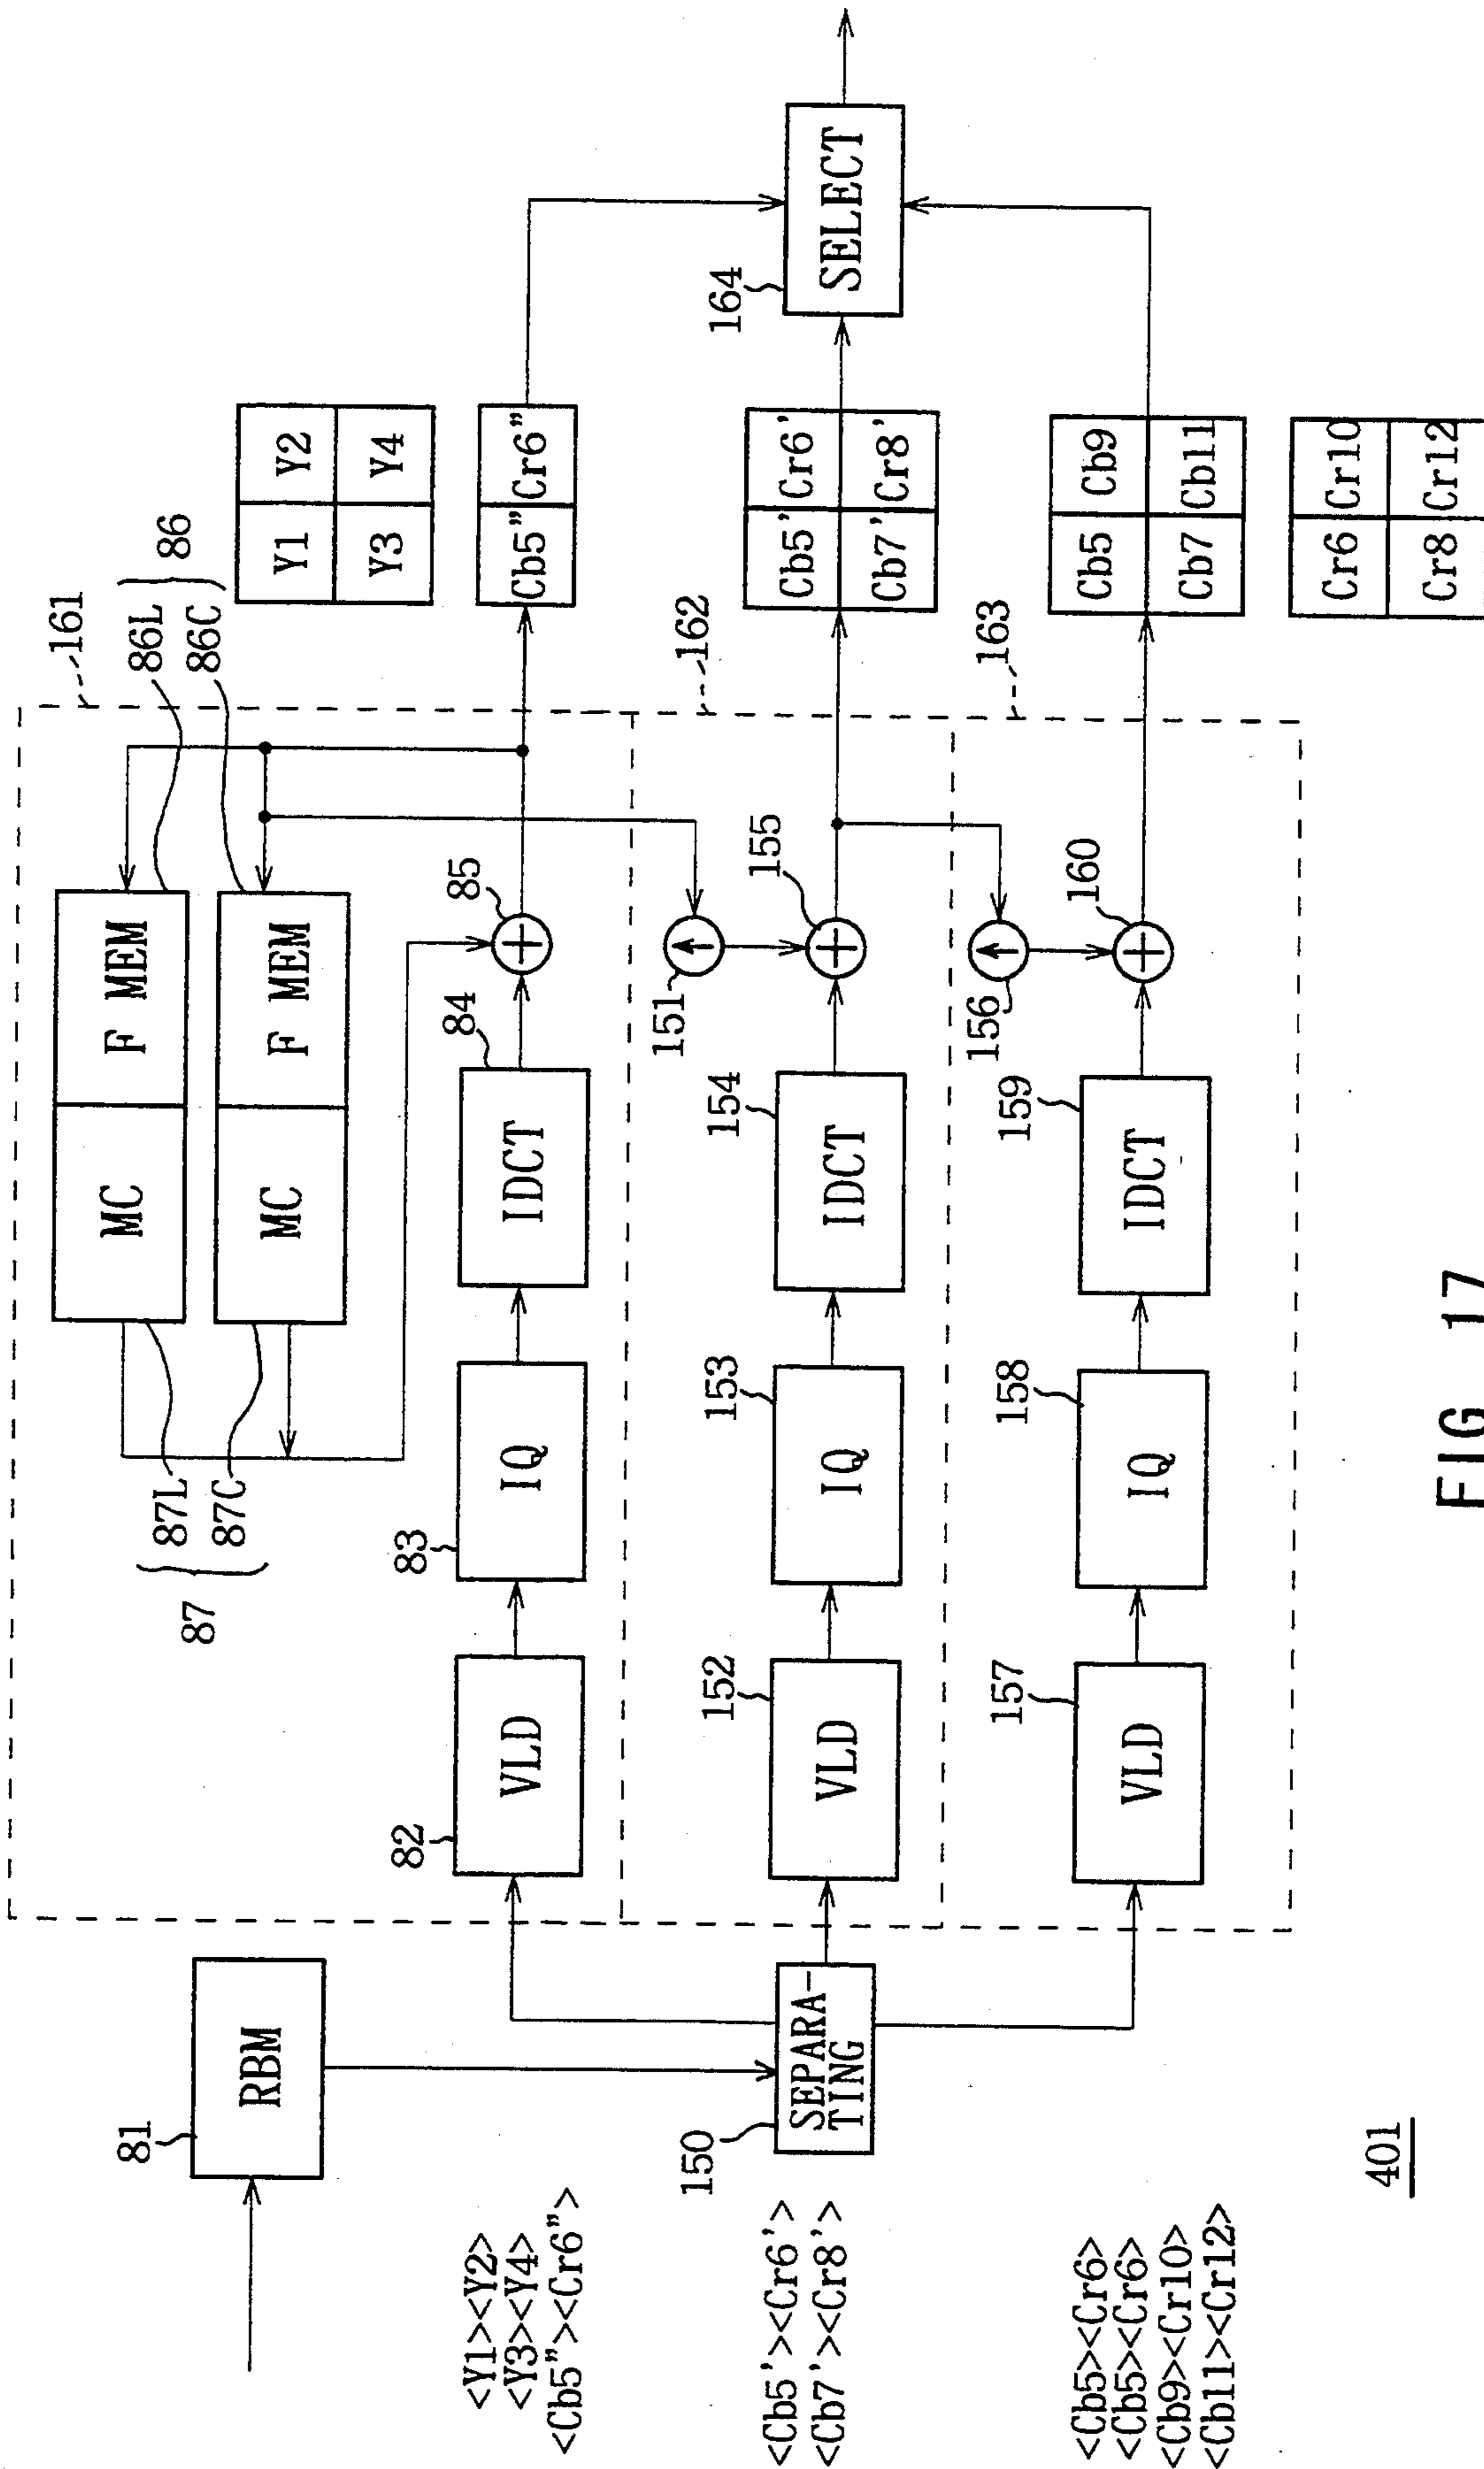 81
RBM
<Y1><Y2>
<Y3><Y4>
<Cb5"><Cr6">
150
SEPARA-
TING
<Cb5'><Cr6'>
<Cb7'><Cr8'>
<Cb5><Cr6>
<Cb5><Cr6>
<Cb9><Cr10>
<Cb11><Cr12>
161
MC
F MEM
86L
86C
86
MC
F MEM
87L
87C
87
82
VLD
83
IQ
84
IDCT
85
Y1
Y2
Y3
Y4
Cb5"
Cr6"
162
152
VLD
153
IQ
154
IDCT
151
155
Cb5'
Cr6'
Cb7'
Cr8'
164
SELECT
163
157
VLD
158
IQ
159
IDCT
156
160
Cb5
Cb9
Cb7
Cb11
Cr6
Cr10
Cr8
Cr12
401
FIG. 17